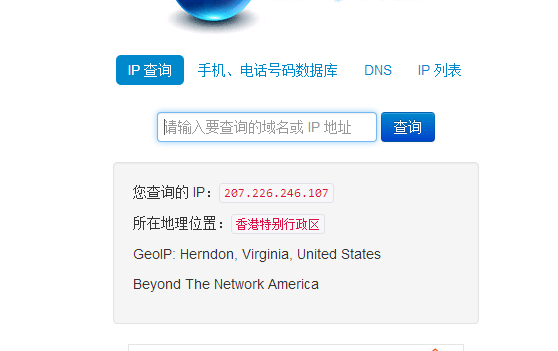 IP 查询 手机、电话号码数据库 DNS IP 列表
请输入要查询的域名或 IP 地址 查询
您查询的 IP：207.226.246.107
所在地理位置：香港特别行政区
GeoIP: Herndon, Virginia, United States
Beyond The Network America